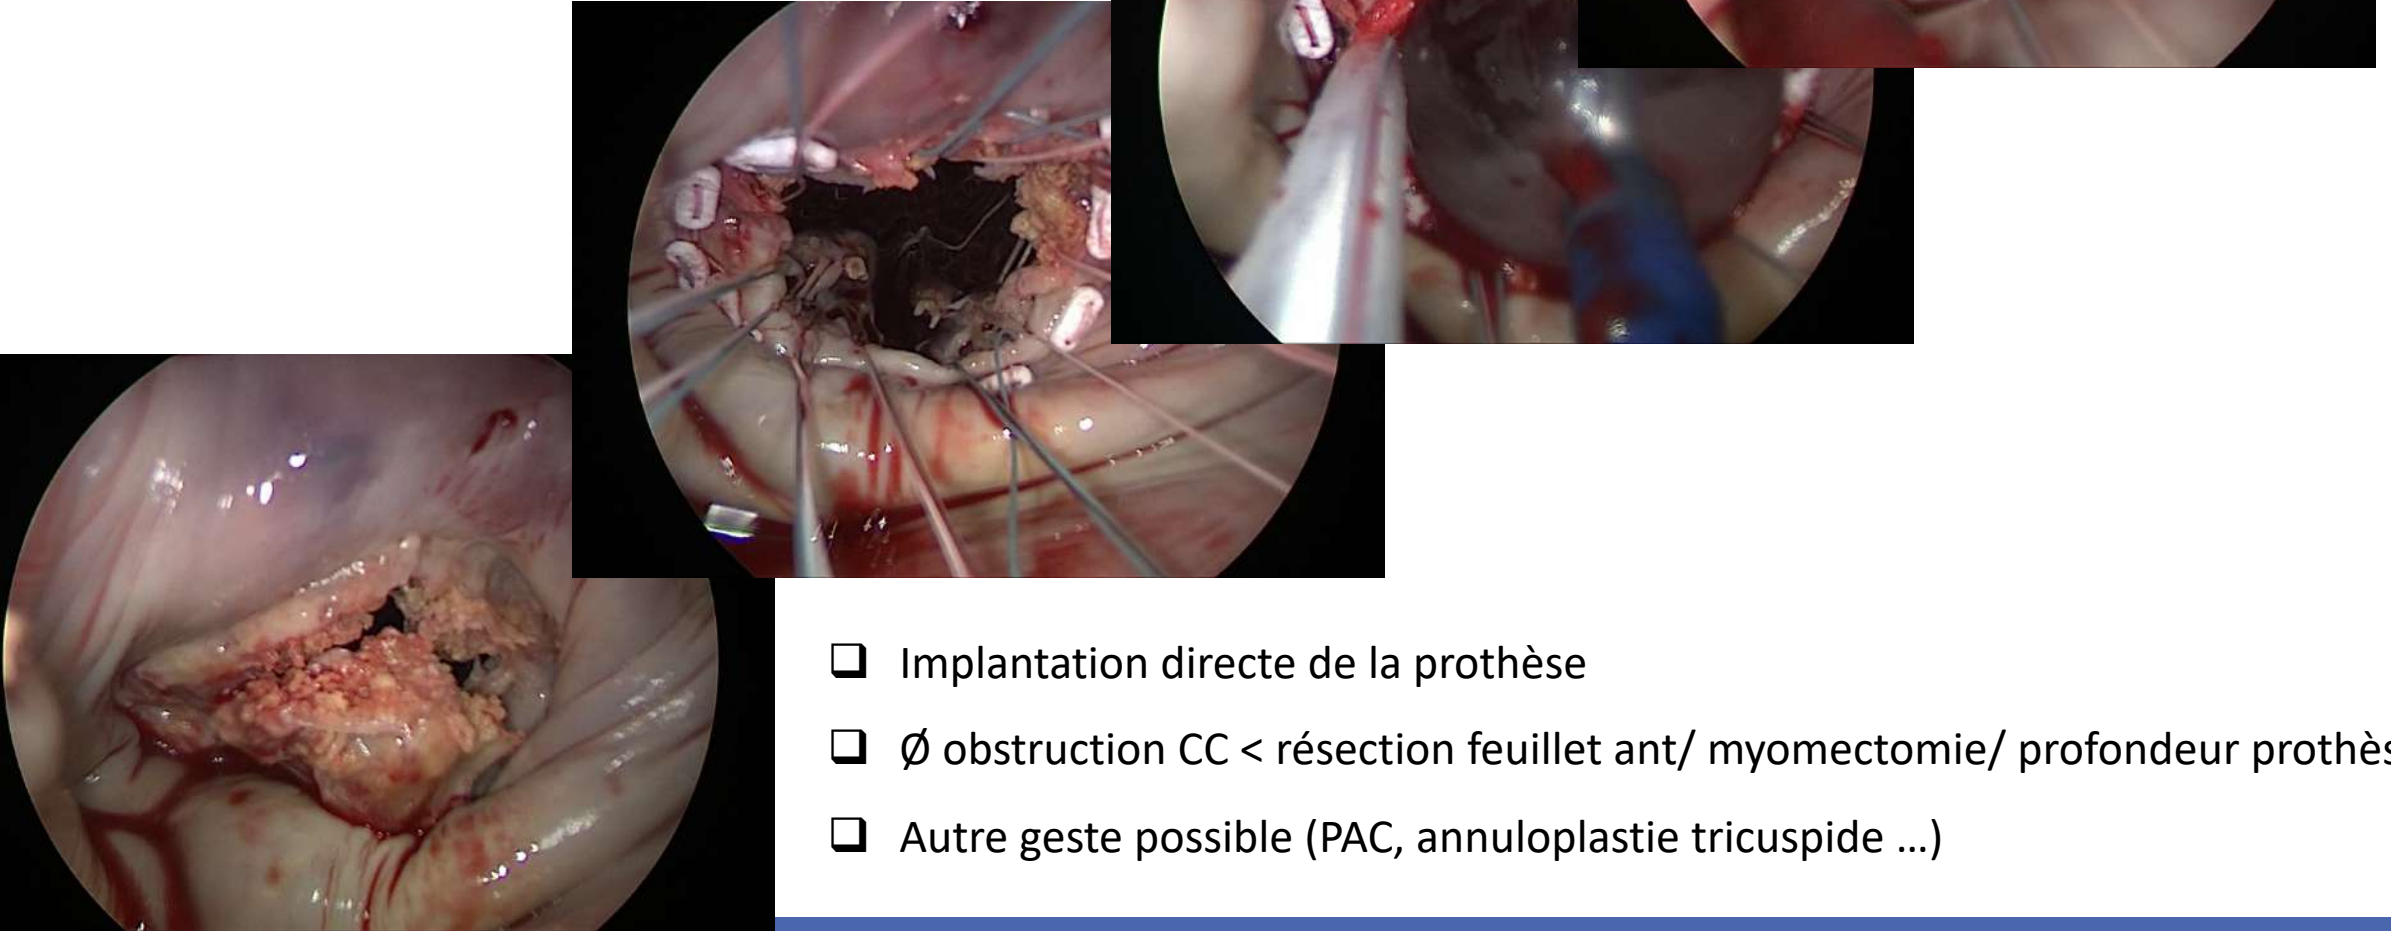 Implantation directe de la prothèse
Ø obstruction CC < résection feuillet ant/ myomectomie/ profondeur
Autre geste possible (PAC, annuloplastie tricuspide ...)